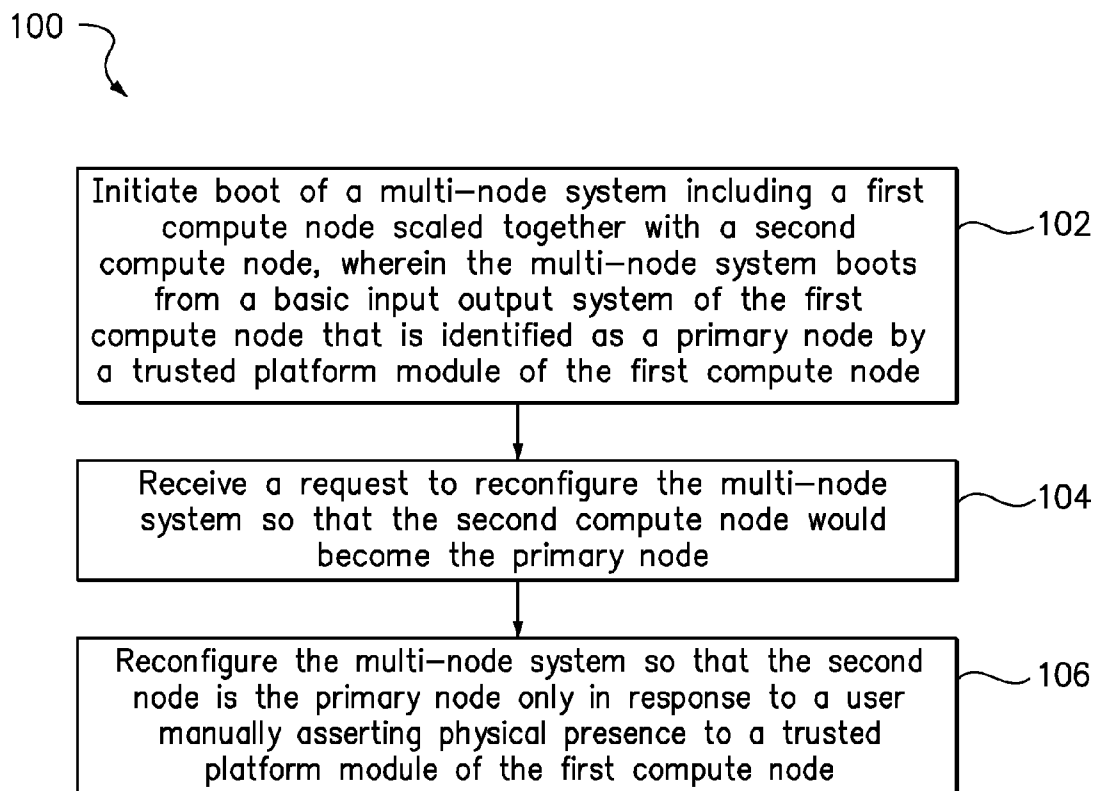 100
Initiate boot of a multi-node system including a first
compute node scaled together with a second
compute node, wherein the multi-node system boots
from a basic input output system of the first
compute node that is identified as a primary node by
a trusted platform module of the first compute node
102
Receive a request to reconfigure the multi-node
system so that the second compute node would
become the primary node
104
Reconfigure the multi-node system so that the second
node is the primary node only in response to a user
manually asserting physical presence to a trusted
platform module of the first compute node
106